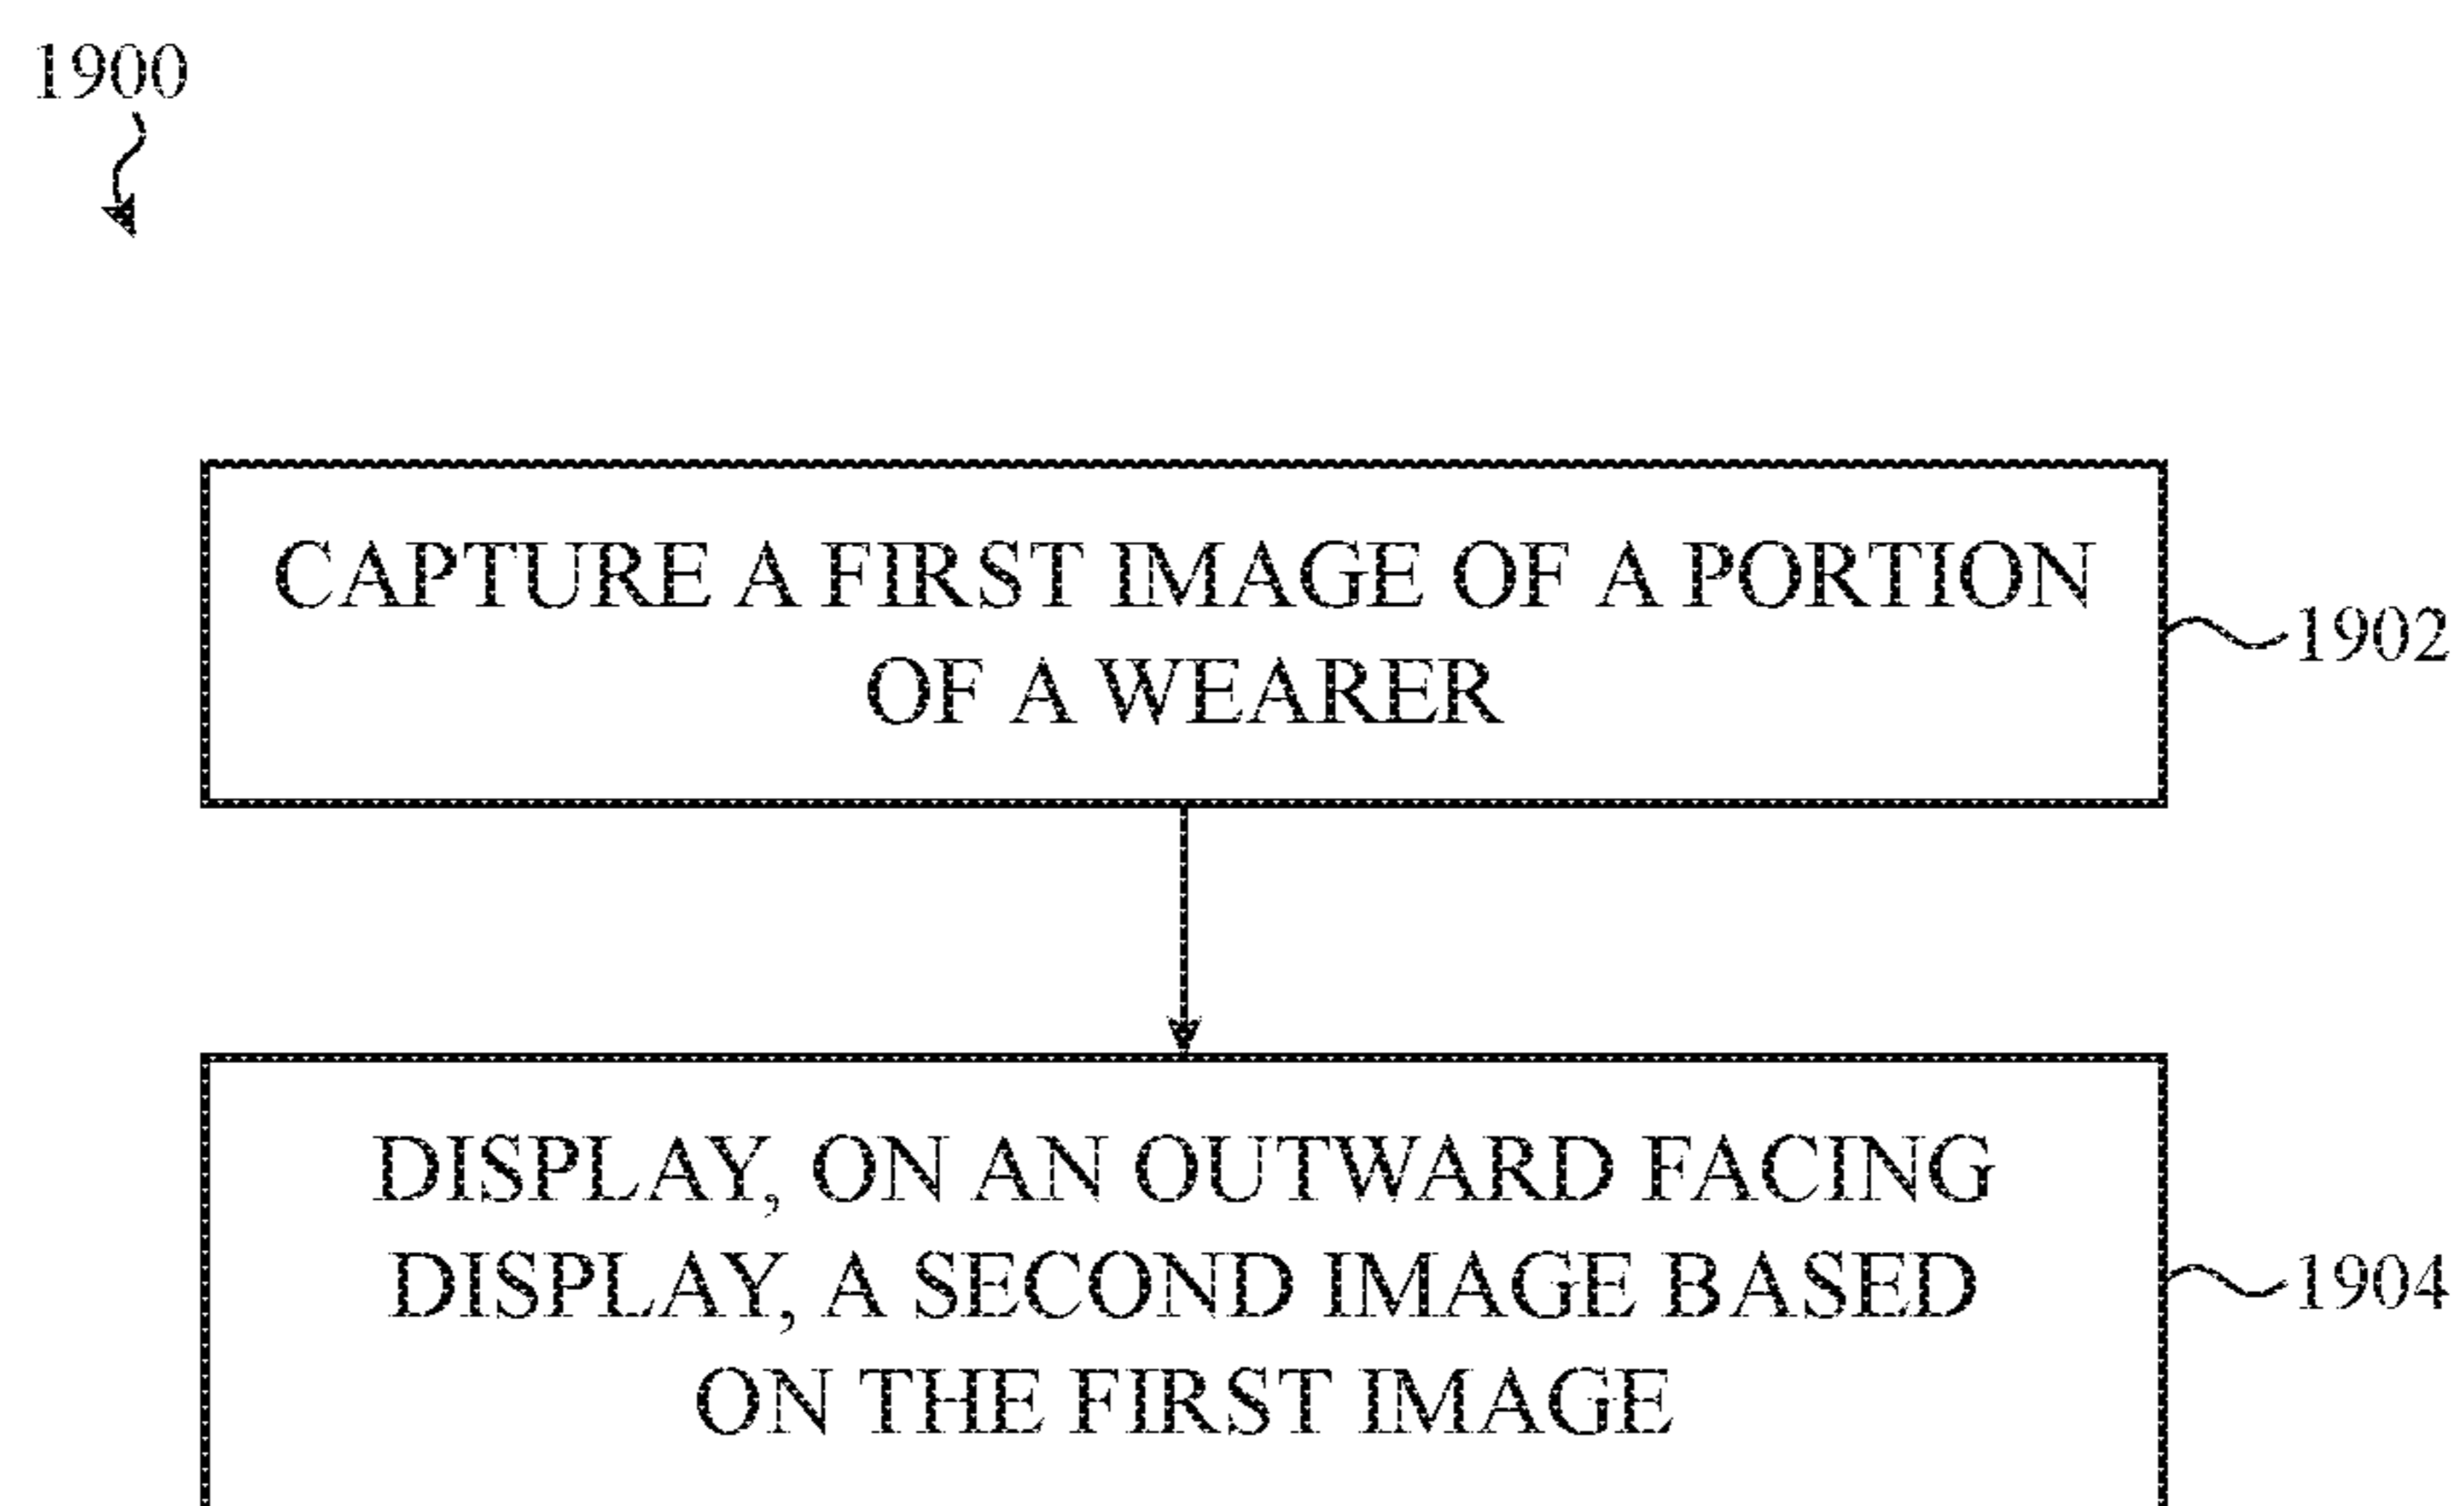 1900
CAPTURE A FIRST IMAGE OF A PORTION
OF A WEARER
1902
DISPLAY, ON AN OUTWARD FACING
DISPLAY, A SECOND IMAGE BASED
ON THE FIRST IMAGE
1904